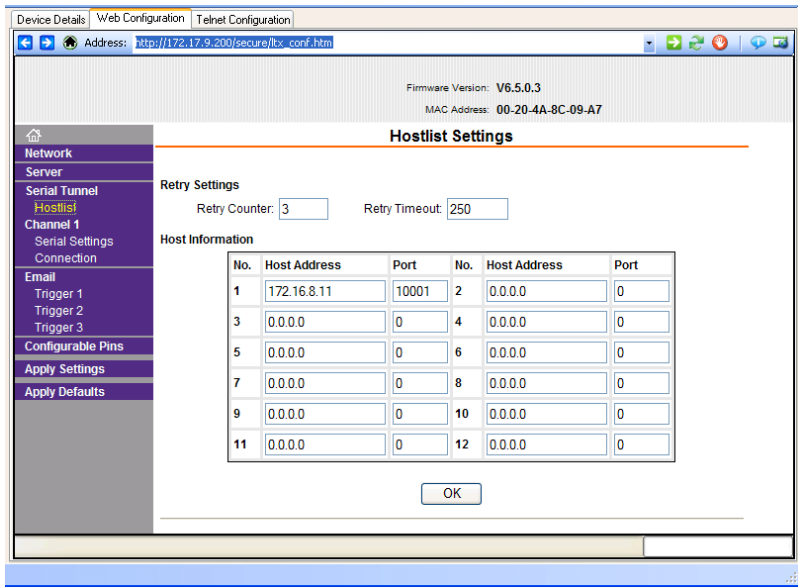 Device Details Web Configuration Telnet Configuration
Address: http://172.17.9.200/secure/ltx_conf.htm
Firmware Version: V6.5.0.3
MAC Address: 00-20-4A-8C-09-A7
Hostlist Settings
Network
Server
Serial Tunnel
Hostlist
Channel 1
Serial Settings
Connection
Email
Trigger 1
Trigger 2
Trigger 3
Configurable Pins
Apply Settings
Apply Defaults
Retry Settings
Retry Counter: 3 Retry Timeout: 250
Host Information
No. Host Address Port No. Host Address Port
1 172.16.8.11 10001 2 0.0.0.0 0
3 0.0.0.0 0 4 0.0.0.0 0
5 0.0.0.0 0 6 0.0.0.0 0
7 0.0.0.0 0 8 0.0.0.0 0
9 0.0.0.0 0 10 0.0.0.0 0
11 0.0.0.0 0 12 0.0.0.0 0
OK